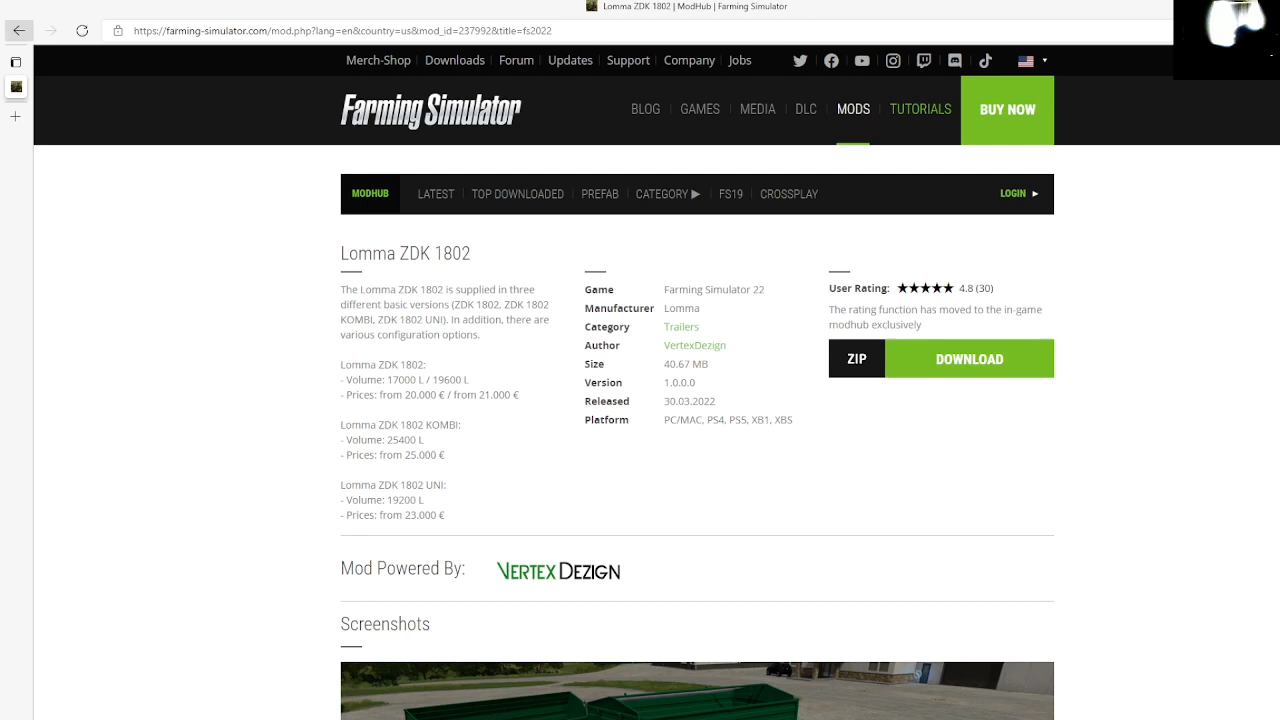 Lomma ZDK 1802 | ModHub | Farming Simulator
https://farming-simulator.com/mod.php?lang=en&country=us&mod_id=237992&title=fs2022
Merch-Shop Downloads Forum Updates Support Company Jobs
Farming Simulator
BLOG GAMES MEDIA DLC MODS TUTORIALS BUY NOW
MODHUB LATEST TOP DOWNLOADED PREFAB CATEGORY ▶ FS19 CROSSPLAY LOGIN ►
Lomma ZDK 1802
The Lomma ZDK 1802 is supplied in three
different basic versions (ZDK 1802, ZDK 1802
KOMBI, ZDK 1802 UNI). In addition, there are
various configuration options.
Lomma ZDK 1802:
- Volume: 17000 L / 19600 L
- Prices: from 20.000 € / from 21.000 €
Lomma ZDK 1802 KOMBI:
- Volume: 25400 L
- Prices: from 25.000 €
Lomma ZDK 1802 UNI:
- Volume: 19200 L
- Prices: from 23.000 €
Game Farming Simulator 22
Manufacturer Lomma
Category Trailers
Author VertexDezign
Size 40.67 MB
Version 1.0.0.0
Released 30.03.2022
Platform PC/MAC, PS4, PS5, XB1, XBS
User Rating: ★★★★★ 4.8 (30)
The rating function has moved to the in-game
modhub exclusively
ZIP DOWNLOAD
Mod Powered By: VERTEXDEZIGN
Screenshots